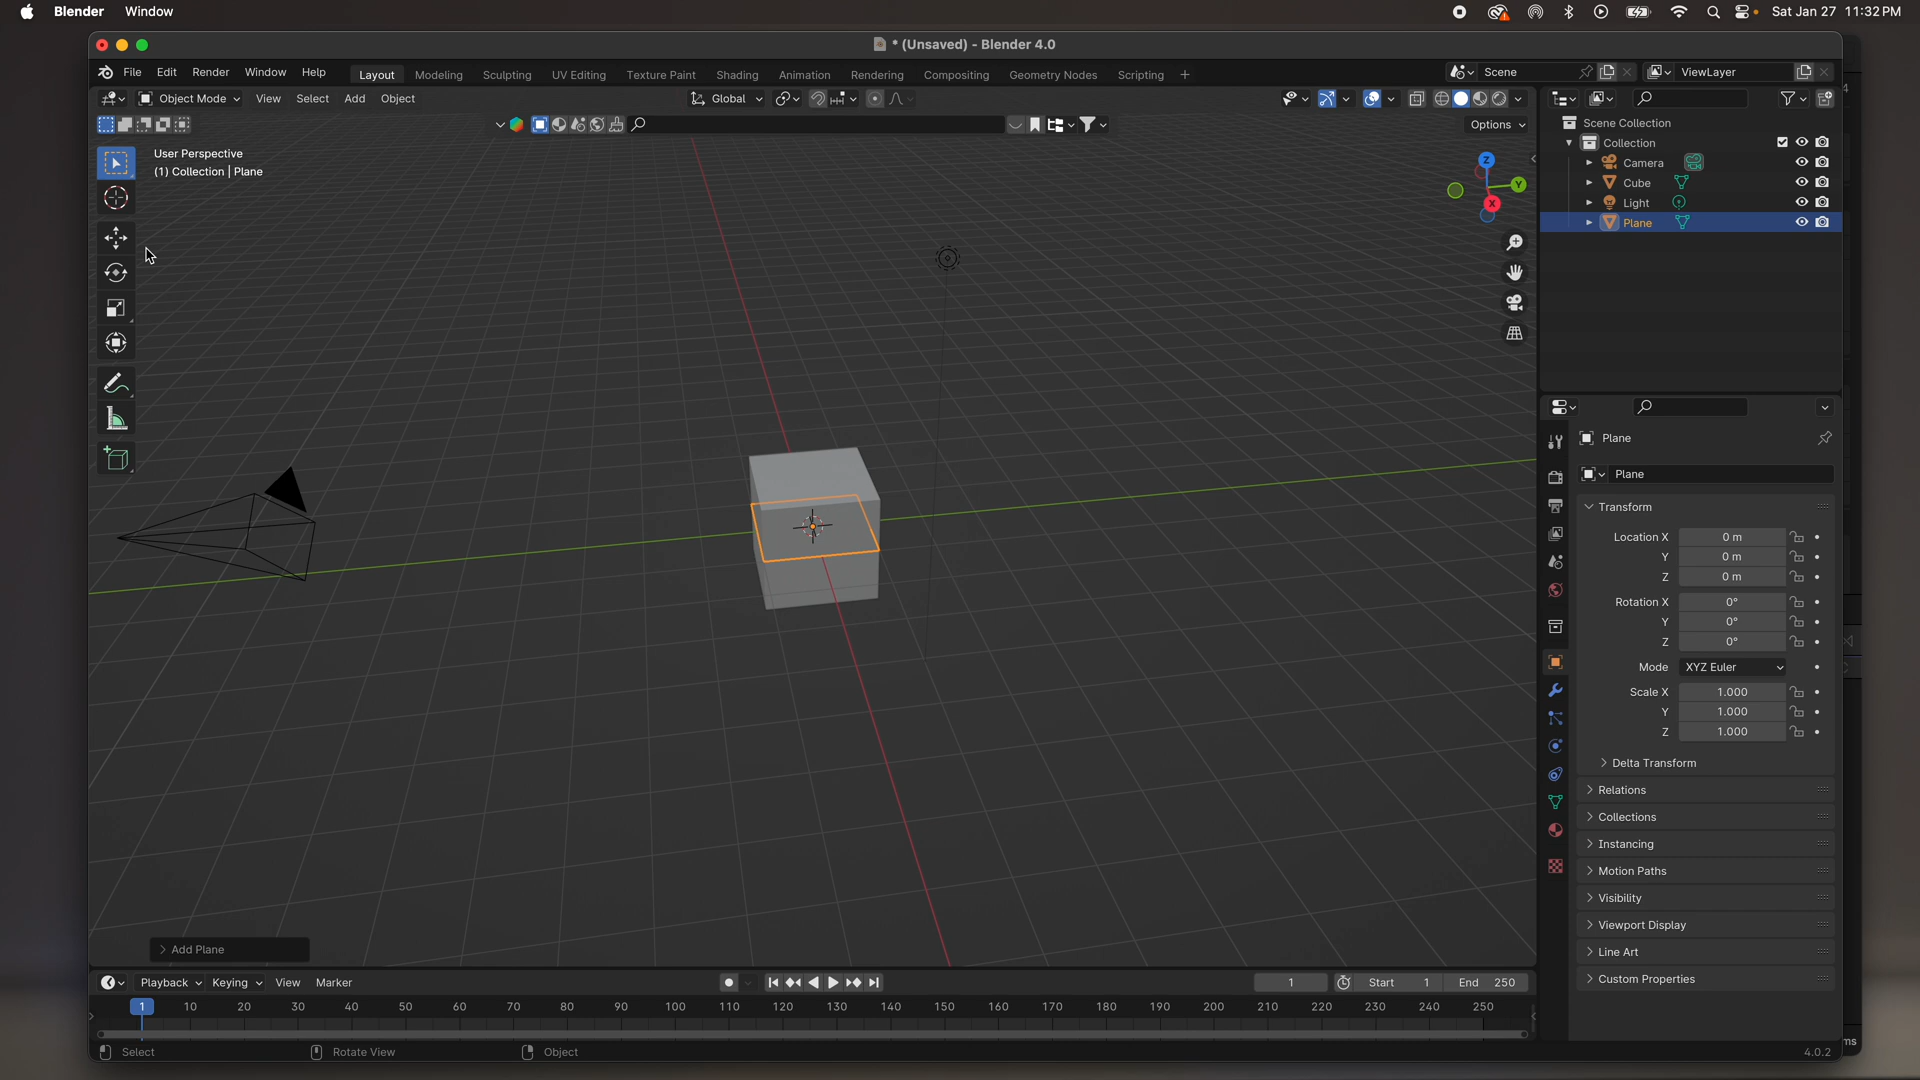 Blender Window Sat Jan 27 11:32 PM
* (Unsaved) - Blender 4.0
File Edit Render Window Help Layout Modeling Sculpting UV Editing Texture Paint Shading Animation Rendering Compositing Geometry Nodes Scripting + Scene ViewLayer
Object Mode View Select Add Object Global
Options
User Perspective
(1) Collection | Plane
Z
Y
X
Scene Collection
Collection
Camera
Cube
Light
Plane
Plane
Plane
Transform
Location X 0 m
Y 0 m
Z 0 m
Rotation X 0°
Y 0°
Z 0°
Mode XYZ Euler
Scale X 1.000
Y 1.000
Z 1.000
Delta Transform
Relations
Collections
Instancing
Motion Paths
Visibility
Viewport Display
Line Art
Custom Properties
Add Plane
Playback Keying View Marker 1 Start 1 End 250
1 10 20 30 40 50 60 70 80 90 100 110 120 130 140 150 160 170 180 190 200 210 220 230 240 250
Select Rotate View Object 4.0.2
ms